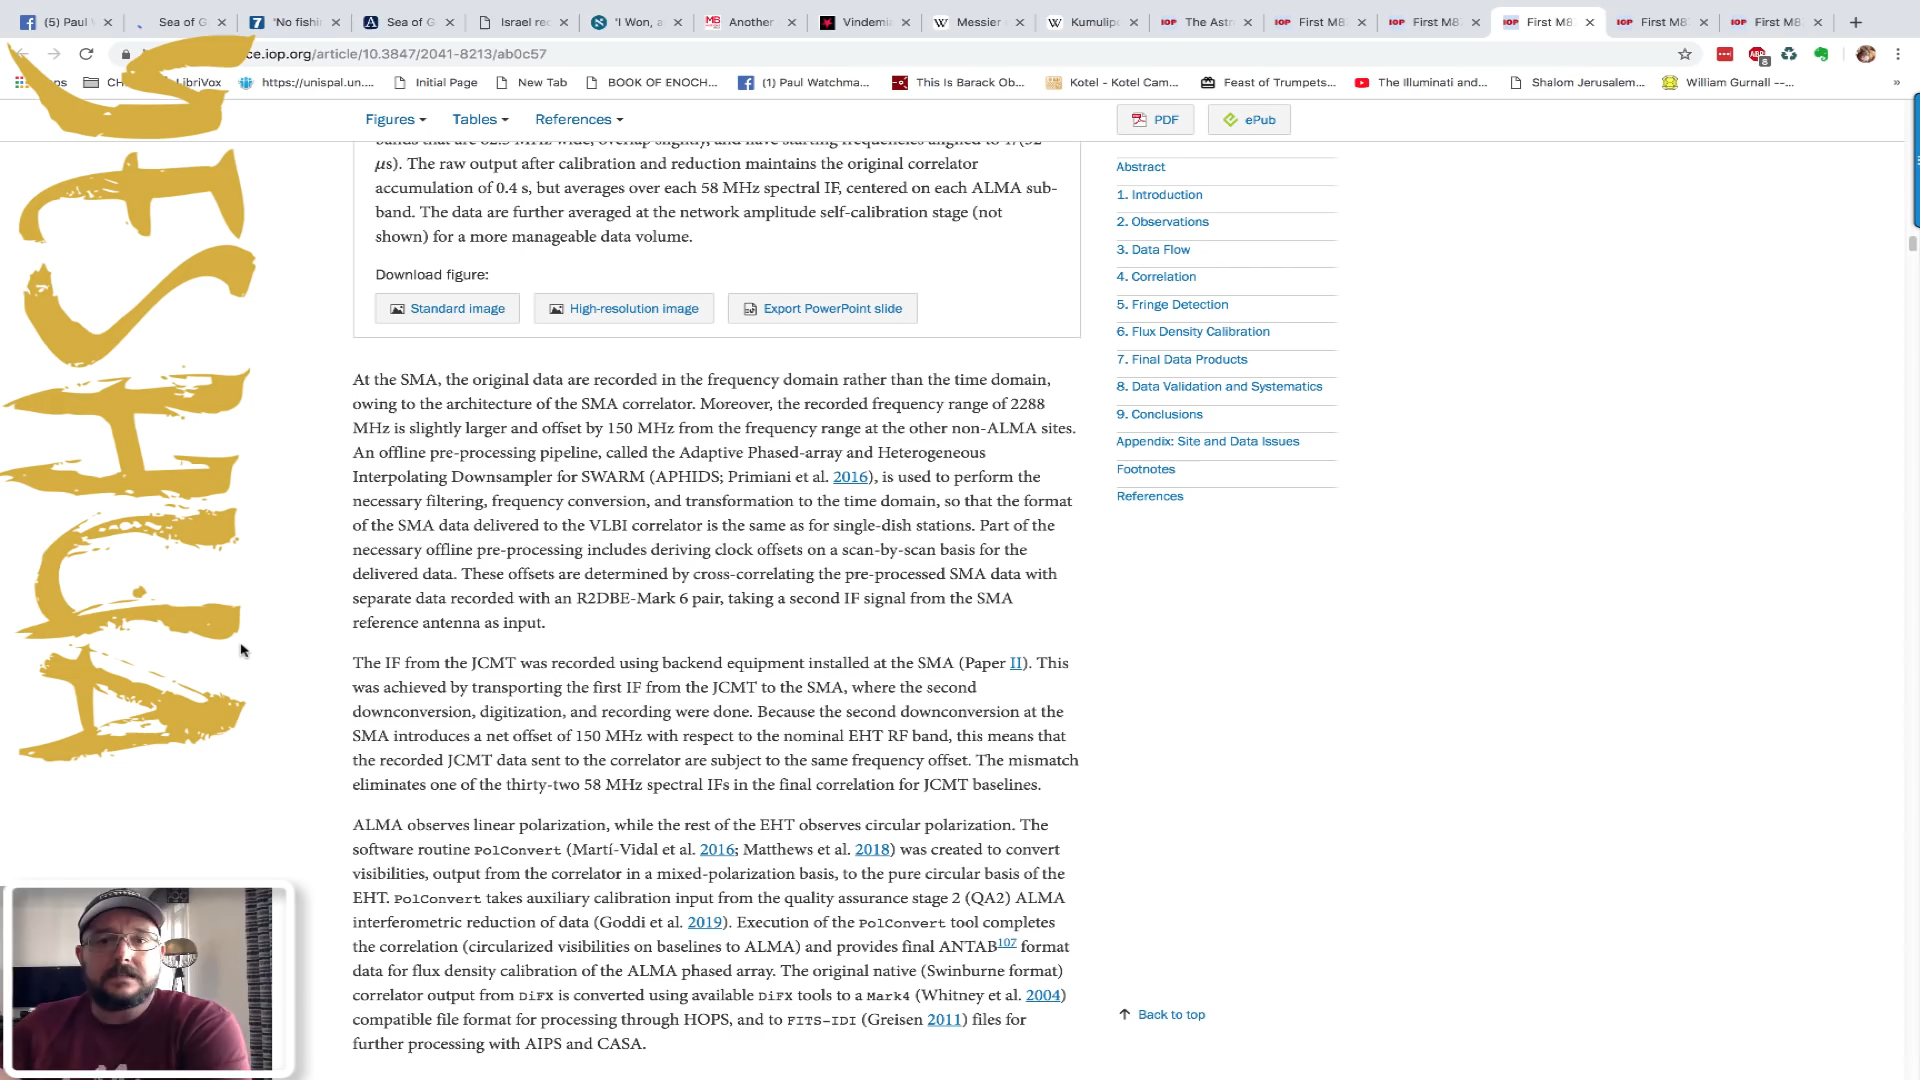 (5) Paul
Sea of G
'No fishi
Sea of G
Israel re
'I Won, a
Another
Vindemi
Messier
Kumulip
IOP The Ast
IOP First M8
IOP First M8
IOP First M8
IOP First M8
IOP First M8
ce.iop.org/article/10.3847/2041-8213/ab0c57
LibriVox
https://unispal.un....
Initial Page
New Tab
BOOK OF ENOCH...
(1) Paul Watchma...
This Is Barack Ob...
Kotel - Kotel Cam...
Feast of Trumpets...
The Illuminati and...
Shalom Jerusalem...
William Gurnall --...
»
YESHUA
Figures
Tables
References
PDF
ePub
μs). The raw output after calibration and reduction maintains the original correlator
accumulation of 0.4 s, but averages over each 58 MHz spectral IF, centered on each ALMA sub-
band. The data are further averaged at the network amplitude self-calibration stage (not
shown) for a more manageable data volume.
Download figure:
Standard image
High-resolution image
Export PowerPoint slide
At the SMA, the original data are recorded in the frequency domain rather than the time domain,
owing to the architecture of the SMA correlator. Moreover, the recorded frequency range of 2288
MHz is slightly larger and offset by 150 MHz from the frequency range at the other non-ALMA sites.
An offline pre-processing pipeline, called the Adaptive Phased-array and Heterogeneous
Interpolating Downsampler for SWARM (APHIDS; Primiani et al. 2016), is used to perform the
necessary filtering, frequency conversion, and transformation to the time domain, so that the format
of the SMA data delivered to the VLBI correlator is the same as for single-dish stations. Part of the
necessary offline pre-processing includes deriving clock offsets on a scan-by-scan basis for the
delivered data. These offsets are determined by cross-correlating the pre-processed SMA data with
separate data recorded with an R2DBE-Mark 6 pair, taking a second IF signal from the SMA
reference antenna as input.
The IF from the JCMT was recorded using backend equipment installed at the SMA (Paper II). This
was achieved by transporting the first IF from the JCMT to the SMA, where the second
downconversion, digitization, and recording were done. Because the second downconversion at the
SMA introduces a net offset of 150 MHz with respect to the nominal EHT RF band, this means that
the recorded JCMT data sent to the correlator are subject to the same frequency offset. The mismatch
eliminates one of the thirty-two 58 MHz spectral IFs in the final correlation for JCMT baselines.
ALMA observes linear polarization, while the rest of the EHT observes circular polarization. The
software routine PolConvert (Martí-Vidal et al. 2016; Matthews et al. 2018) was created to convert
visibilities, output from the correlator in a mixed-polarization basis, to the pure circular basis of the
EHT. PolConvert takes auxiliary calibration input from the quality assurance stage 2 (QA2) ALMA
interferometric reduction of data (Goddi et al. 2019). Execution of the PolConvert tool completes
the correlation (circularized visibilities on baselines to ALMA) and provides final ANTAB107 format
data for flux density calibration of the ALMA phased array. The original native (Swinburne format)
correlator output from DiFX is converted using available DiFX tools to a Mark4 (Whitney et al. 2004)
compatible file format for processing through HOPS, and to FITS-IDI (Greisen 2011) files for
further processing with AIPS and CASA.
Abstract
1. Introduction
2. Observations
3. Data Flow
4. Correlation
5. Fringe Detection
6. Flux Density Calibration
7. Final Data Products
8. Data Validation and Systematics
9. Conclusions
Appendix: Site and Data Issues
Footnotes
References
Back to top